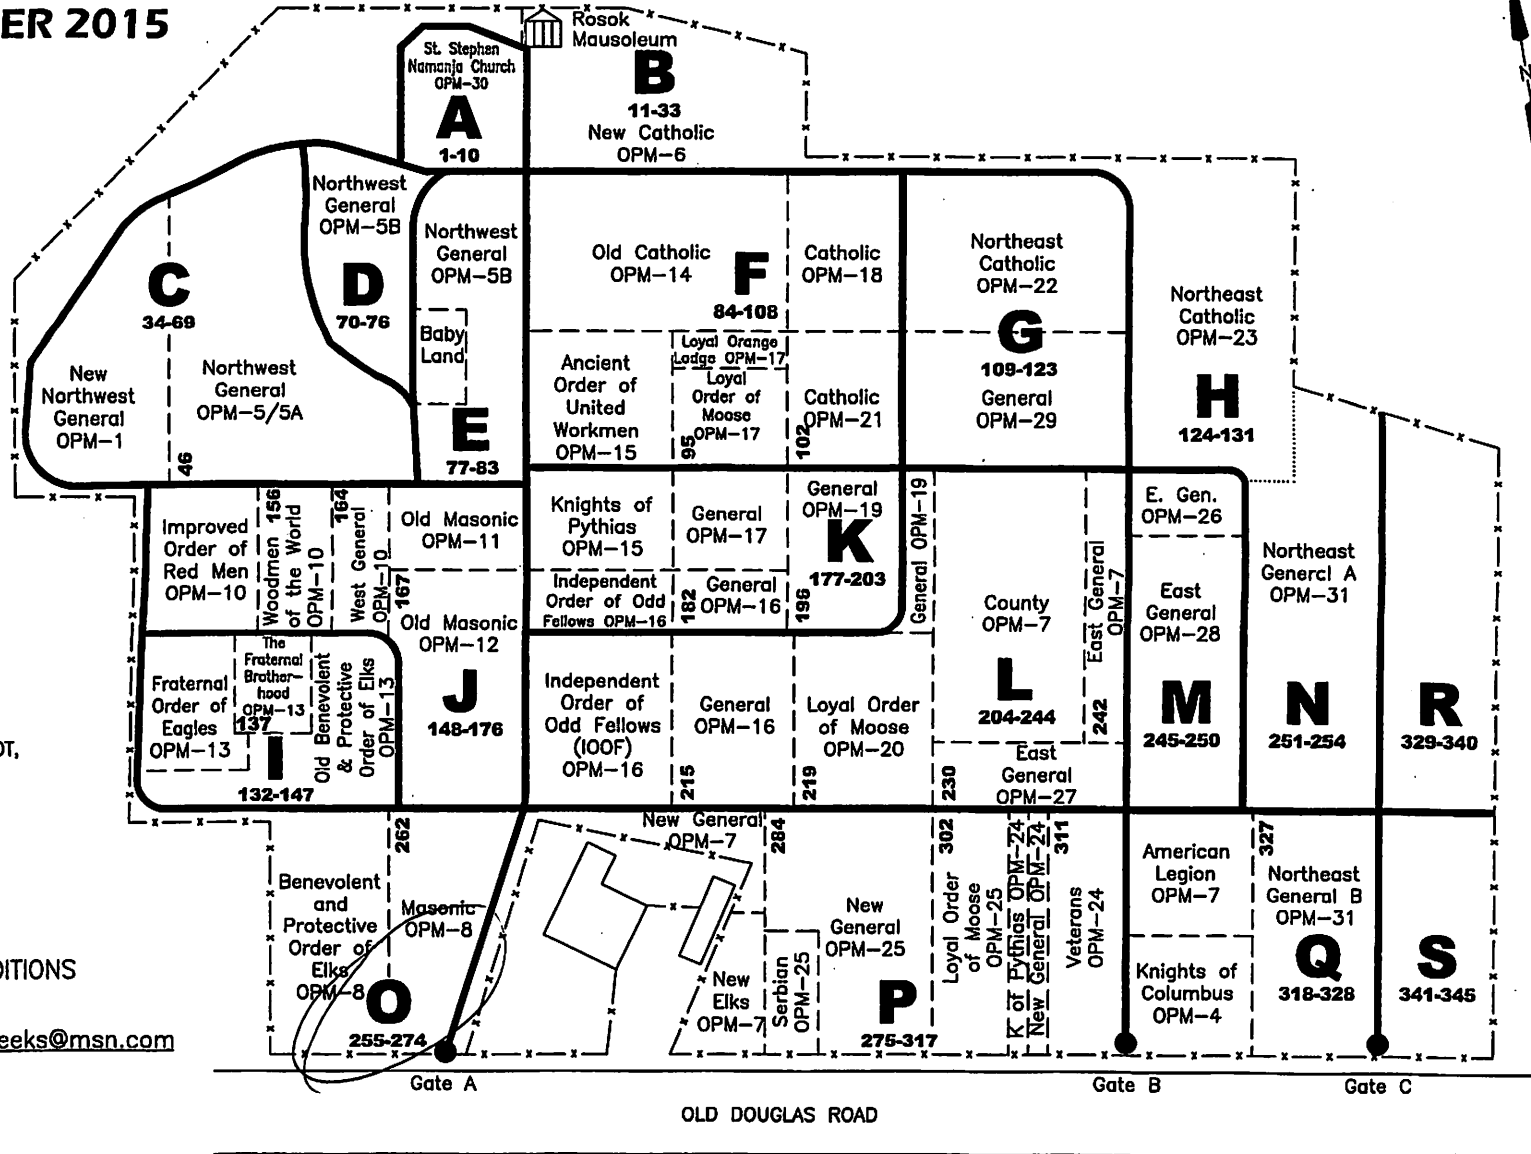 ER 2015
Rosok
Mausoleum
St. Stephen
Namanja Church
OPM-30
A
1-10
B
11-33
New Catholic
OPM-6
N
Northwest
General
OPM-5B
D
70-76
C
34-69
New
Northwest
General
OPM-1
Northwest
General
OPM-5/5A
46
Northwest
General
OPM-5B
Baby
Land
E
77-83
Old Catholic
OPM-14
F
84-108
Catholic
OPM-18
Ancient
Order of
United
Workmen
OPM-15
Loyal Orange
Lodge OPM-17
Loyal
Order of
Moose
OPM-17
95
Catholic
OPM-21
102
Northeast
Catholic
OPM-22
G
109-123
General
OPM-29
Northeast
Catholic
OPM-23
H
124-131
Improved
Order of
Red Men
OPM-10
156
Woodmen
of the World
OPM-10
164
West General
OPM-10
167
Old Masonic
OPM-11
Old Masonic
OPM-12
J
148-176
Knights of
Pythias
OPM-15
General
OPM-17
General
OPM-19
K
177-203
General OPM-19
Independent
Order of Odd
Fellows OPM-16
182
General
OPM-16
196
County
OPM-7
L
204-244
East General
OPM-7
242
E. Gen.
OPM-26
East
General
OPM-28
M
245-250
Northeast
Genercl A
OPM-31
N
251-254
R
329-340
Fraternal
Order of
Eagles
OPM-13
The
Fraternal
Brother-
hood
OPM-13
137
I
132-147
Old Benevolent
& Protective
Order of Elks
OPM-13
Independent
Order of
Odd Fellows
(IOOF)
OPM-16
General
OPM-16
215
Loyal Order
of Moose
OPM-20
219
230
East
General
OPM-27
OT,
DITIONS
eeks@msn.com
262
Benevolent
and
Protective
Order of
Elks
OPM-8
Masonic
OPM-8
O
255-274
New General
OPM-7
284
New
Elks
OPM-7
Serbian
OPM-25
New
General
OPM-25
P
275-317
302
Loyal Order
of Moose
OPM-25
K of Pythias OPM-24
New General OPM-24
311
Veterans
OPM-24
American
Legion
OPM-7
Knights of
Columbus
OPM-4
327
Northeast
General B
OPM-31
Q
318-328
S
341-345
Gate A
Gate B
Gate C
OLD DOUGLAS ROAD